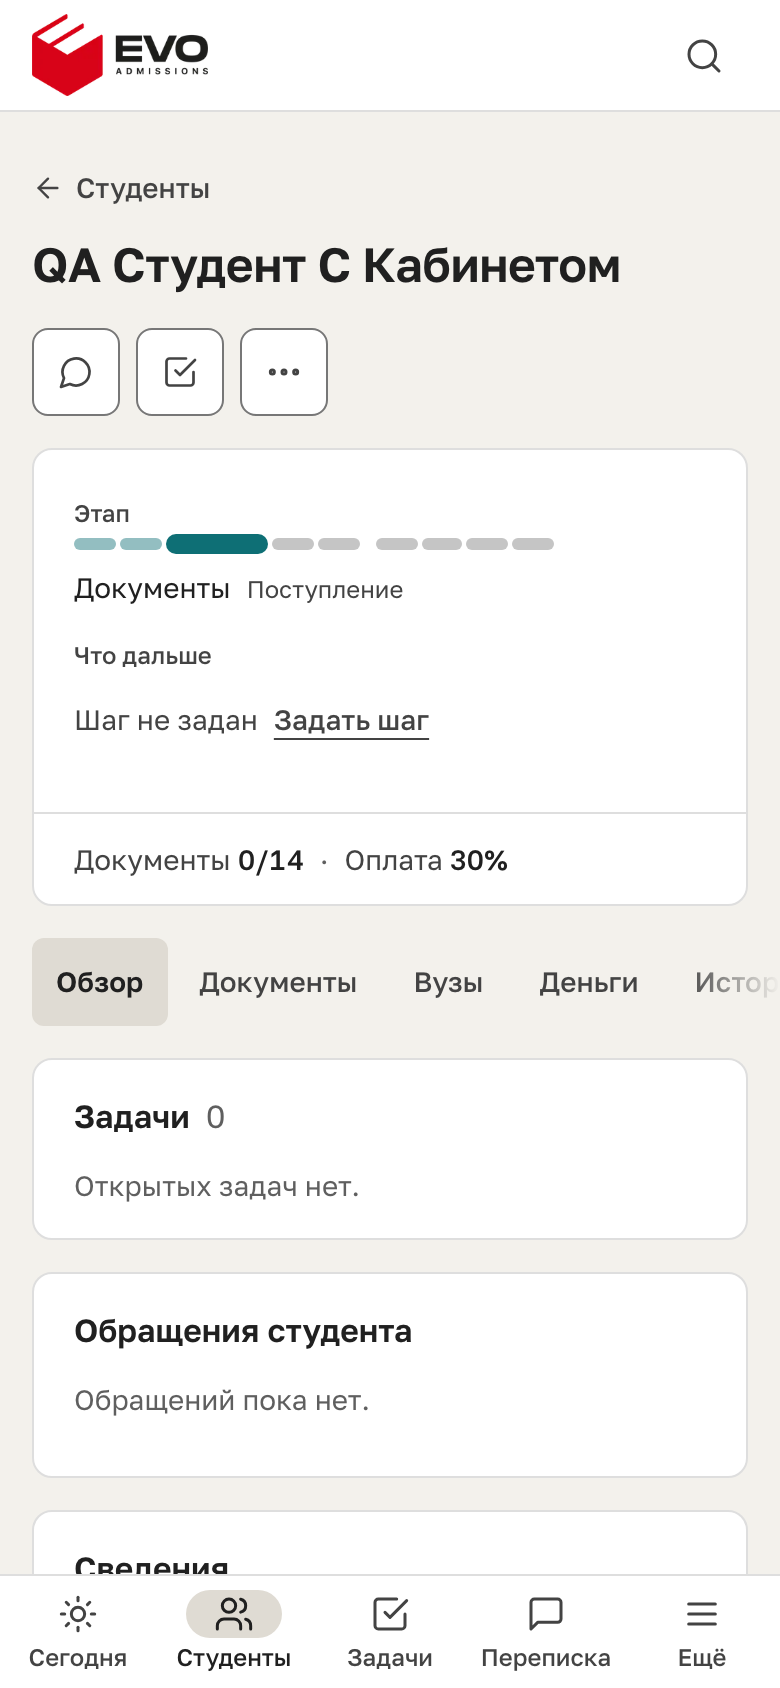 EVO
ADMISSIONS
Студенты
QA Студент С Кабинетом
Этап
Документы Поступление
Что дальше
Шаг не задан Задать шаг
Документы 0/14 · Оплата 30%
Обзор Документы Вузы Деньги Истор
Задачи 0
Открытых задач нет.
Обращения студента
Обращений пока нет.
Сведения
Сегодня Студенты Задачи Переписка Ещё